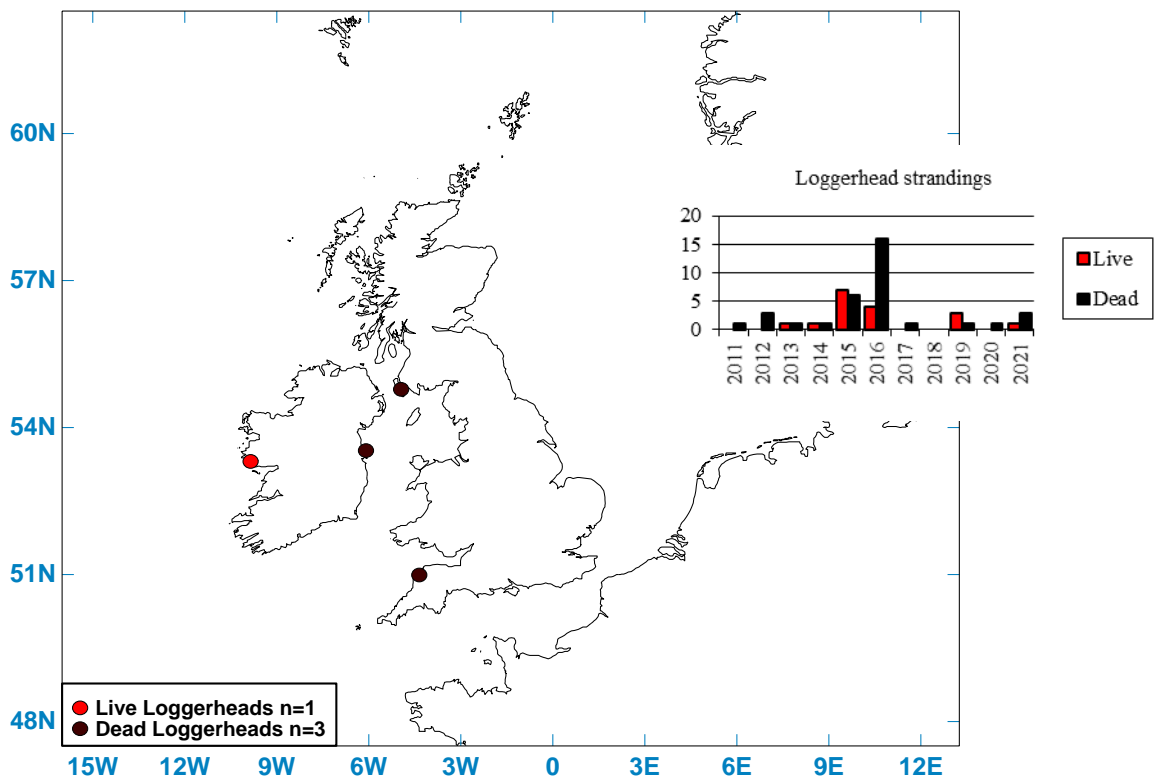 60N
57N
54N
51N
48N
15W 12W 9W 6W 3W 0 3E 6E 9E 12E
Live Loggerheads n=1
Dead Loggerheads n=3
Loggerhead strandings
20
15
10
5
0
2011 2012 2013 2014 2015 2016 2017 2018 2019 2020 2021
Live
Dead